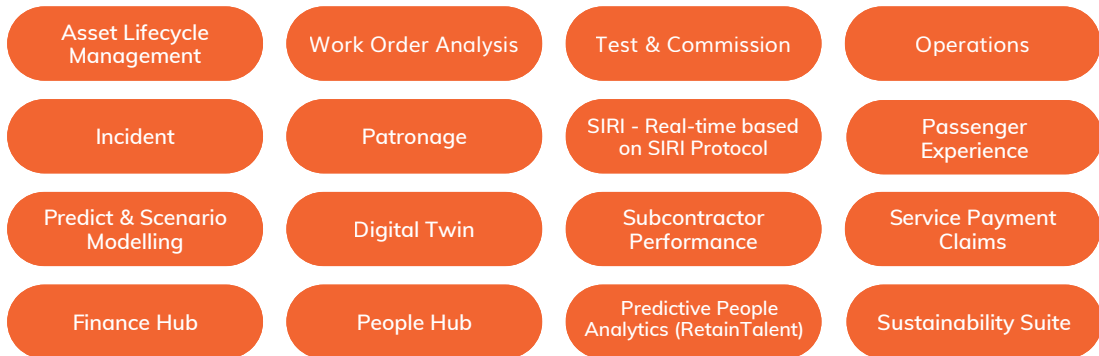 Asset Lifecycle
Management
Work Order Analysis
Test & Commission
Operations
Incident
Patronage
SIRI - Real-time based
on SIRI Protocol
Passenger
Experience
Predict & Scenario
Modelling
Digital Twin
Subcontractor
Performance
Service Payment
Claims
Finance Hub
People Hub
Predictive People
Analytics (RetainTalent)
Sustainability Suite